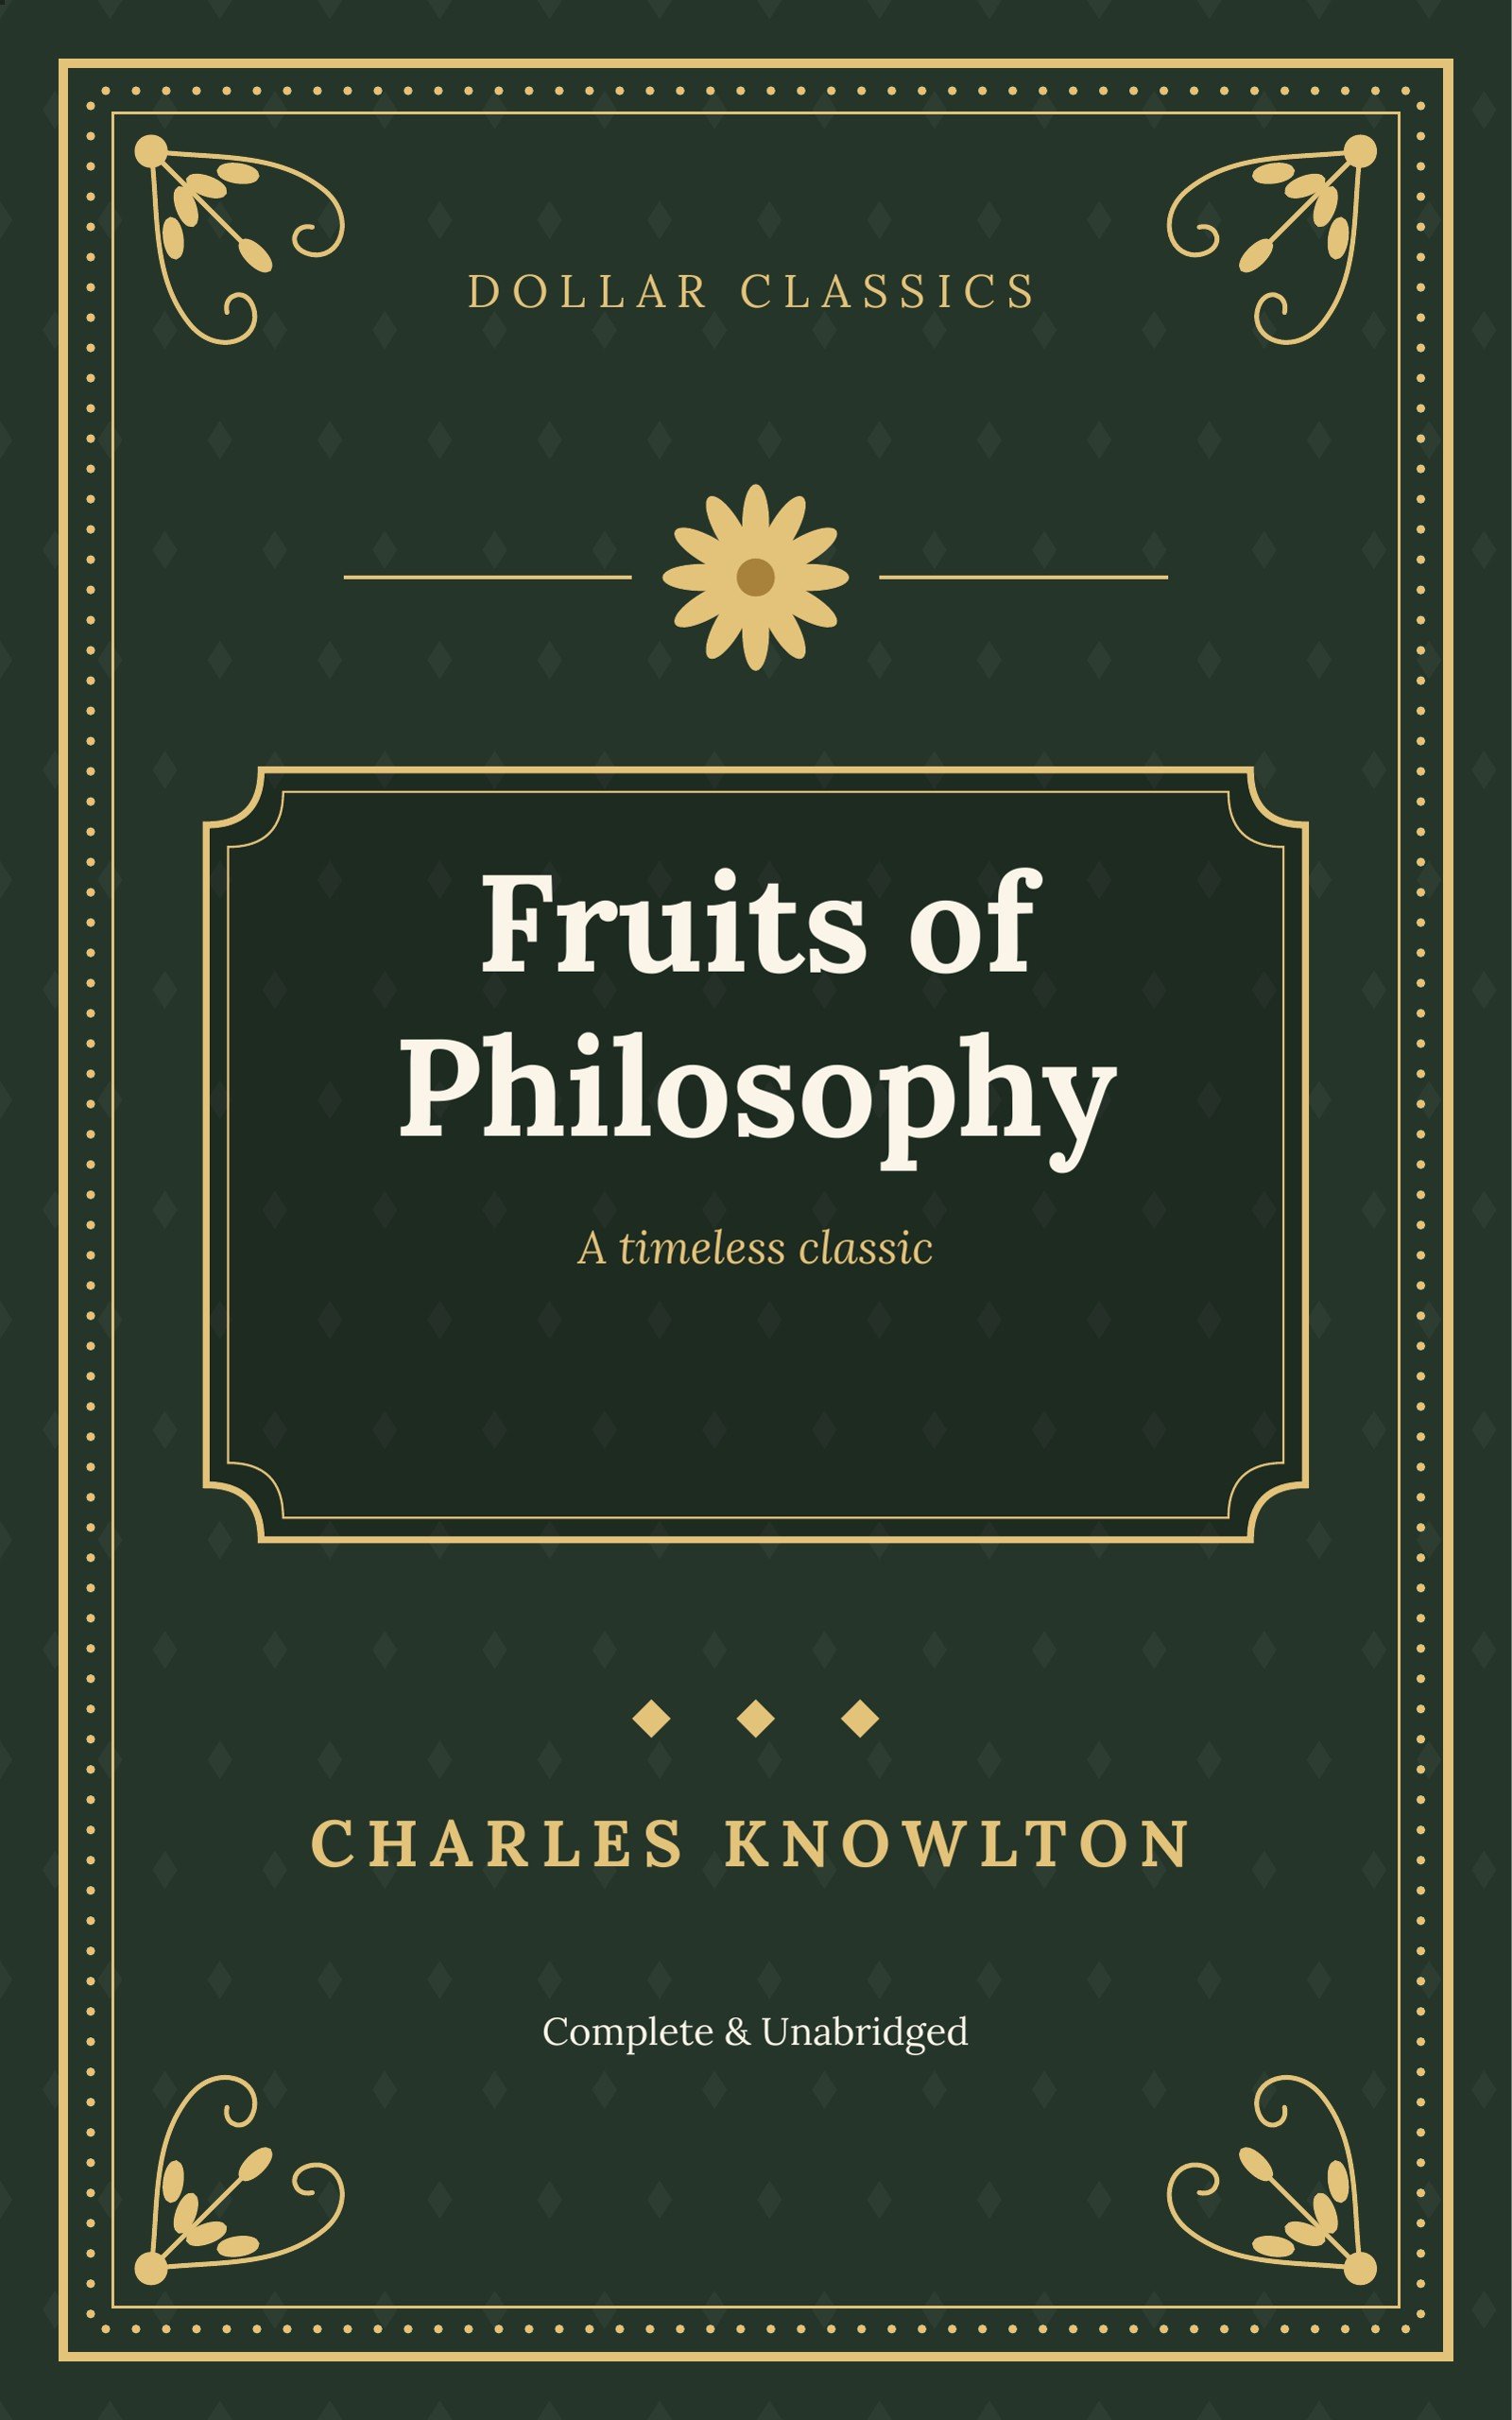 DOLLAR CLASSICS
Fruits of
Philosophy
A timeless classic
CHARLES KNOWLTON
Complete & Unabridged